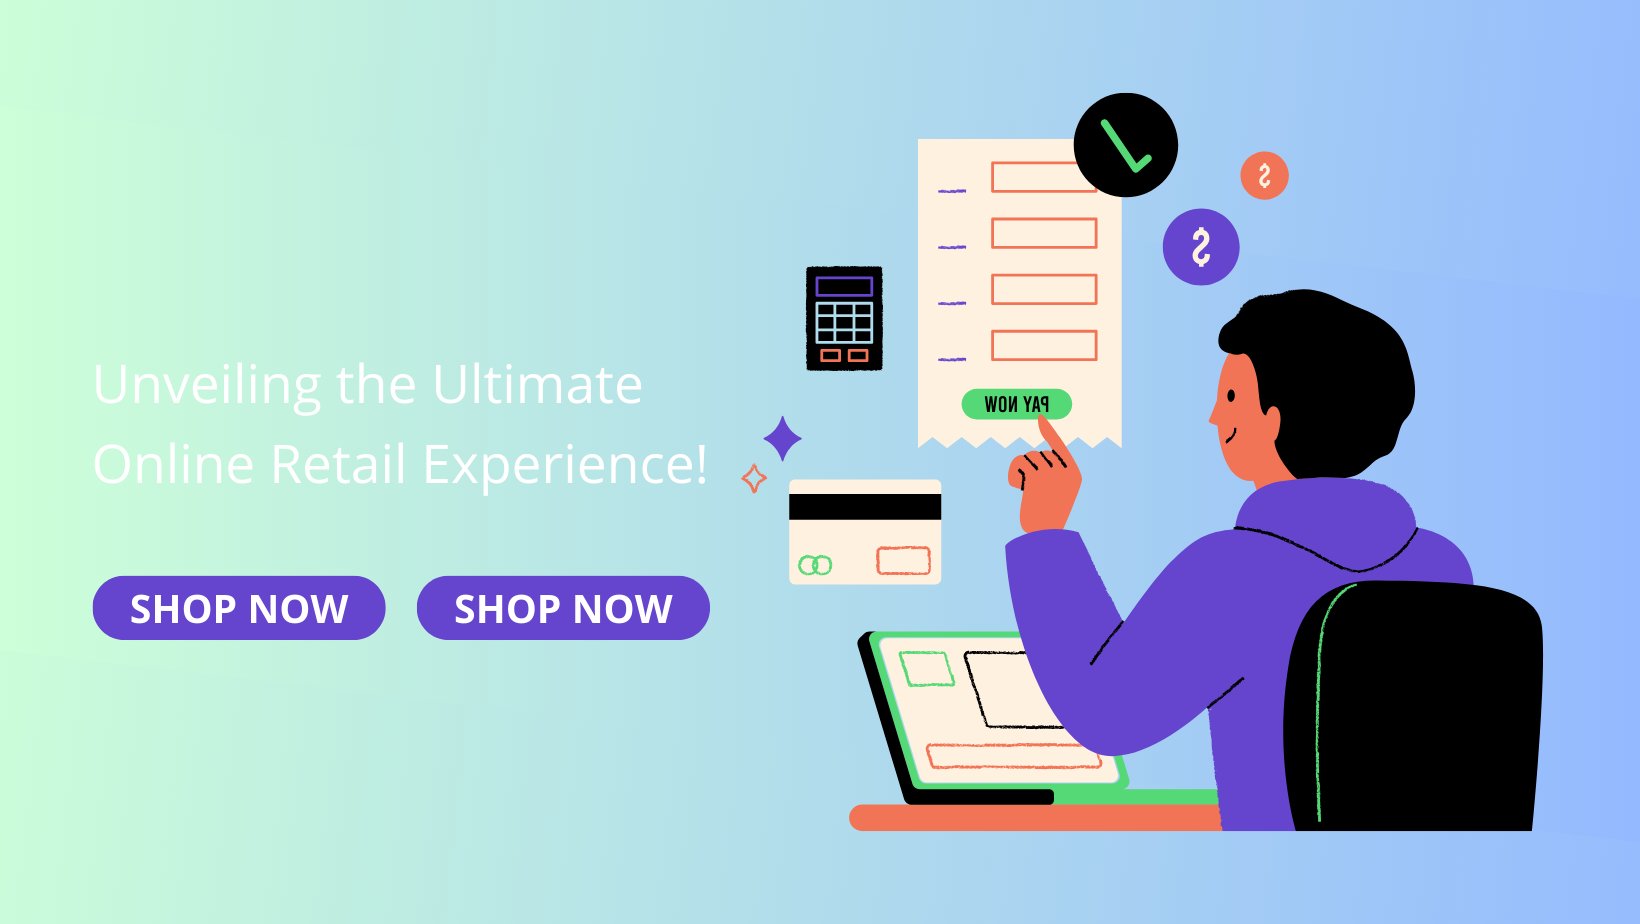 Unveiling the Ultimate
Online Retail Experience!
SHOP NOW SHOP NOW
PAY NOW
$
$